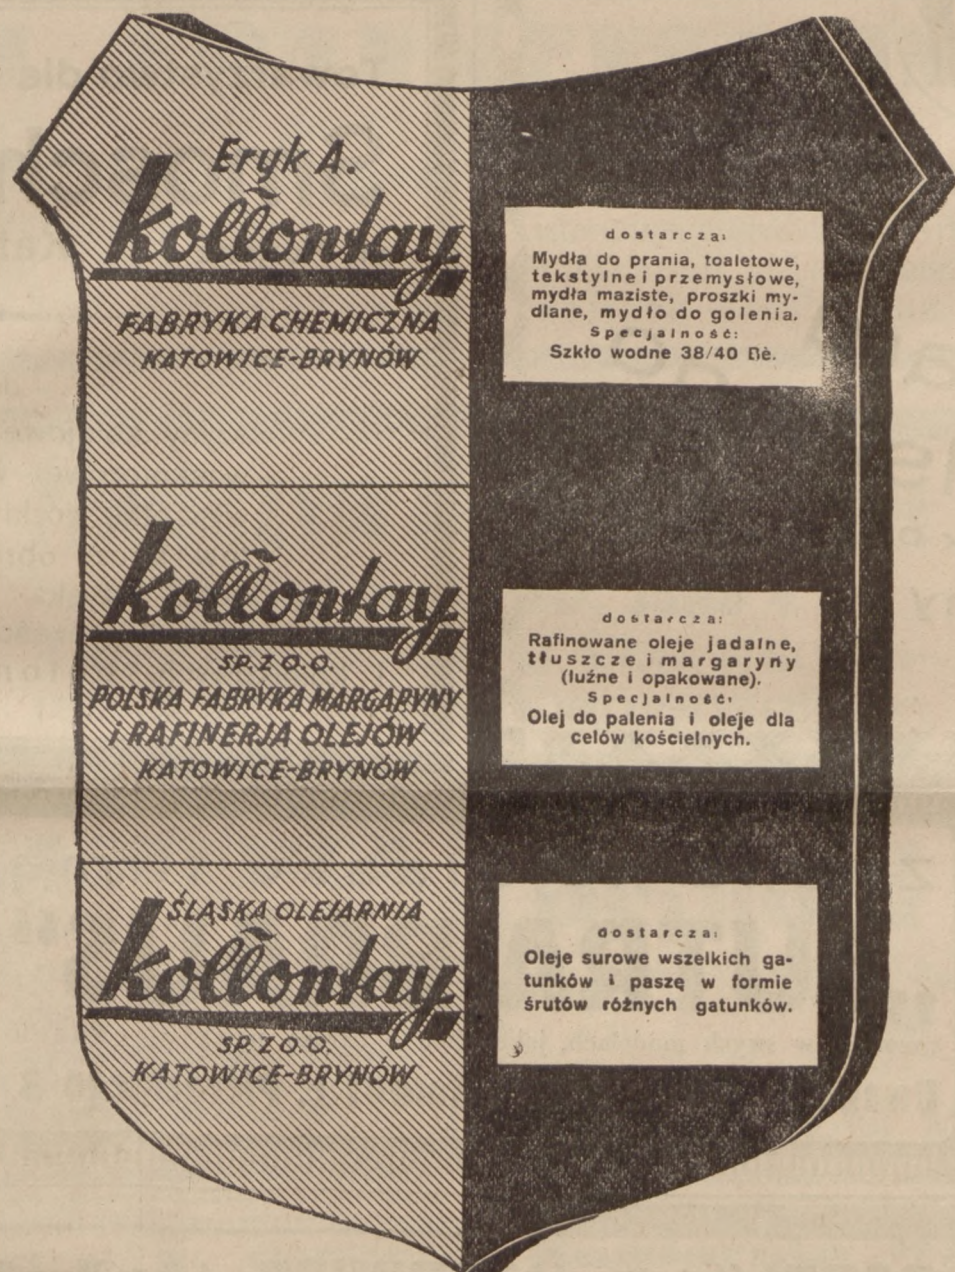 Eryk A.
kołłontay
FABRYKA CHEMICZNA
KATOWICE-BRYNÓW
dostarcza:
Mydła do prania, toaletowe,
tekstylne i przemysłowe,
mydła maziste, proszki my-
dlane, mydło do golenia.
Specjalność:
Szkło wodne 38/40 Bè.
kołłontay
SP. Z O.O.
POLSKA FABRYKA MARGARYNY
i RAFINERJA OLEJÓW
KATOWICE-BRYNÓW
dostarcza:
Rafinowane oleje jadalne,
tłuszcze i margaryny
(luźne i opakowane).
Specjalność:
Olej do palenia i oleje dla
celów kościelnych.
ŚLĄSKA OLEJARNIA
kołłontay
SP. Z O.O.
KATOWICE-BRYNÓW
dostarcza:
Oleje surowe wszelkich ga-
tunków i paszę w formie
śrutów różnych gatunków.